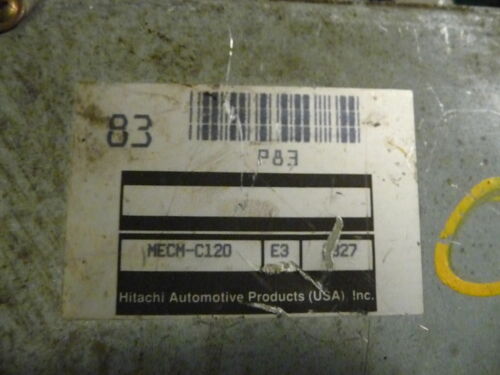 83
P83
MECM-C120 E3
Hitachi Automotive Products (USA) Inc.